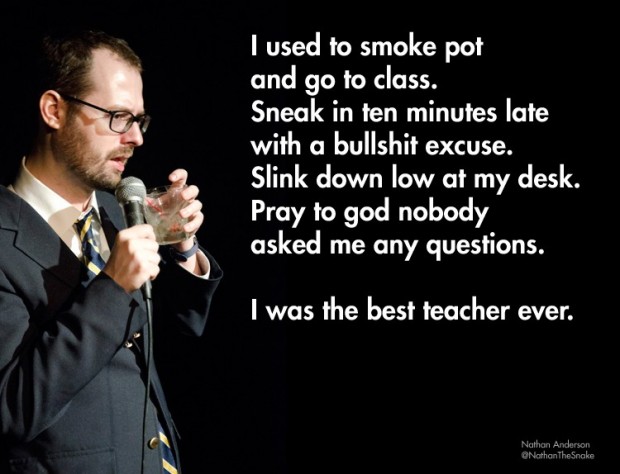 I used to smoke pot
and go to class.
Sneak in ten minutes late
with a bullshit excuse.
Slink down low at my desk.
Pray to god nobody
asked me any questions.
I was the best teacher ever.
Nathan Anderson
@NathanTheSnake